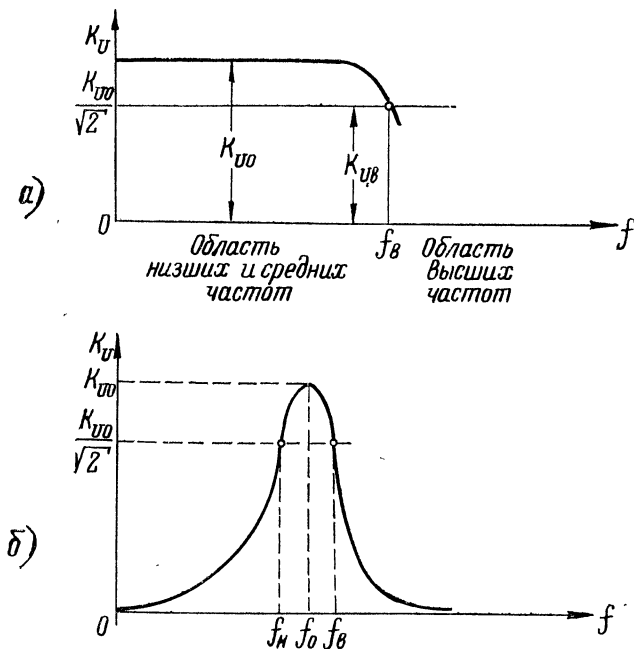 K_U
K_U0
√2
K_U0
K_Uв
а)
0
f_в
f
Область
низших и средних
частот
Область
высших
частот
K_U
K_U0
K_U0
√2
б)
0
f_н
f_0
f_в
f